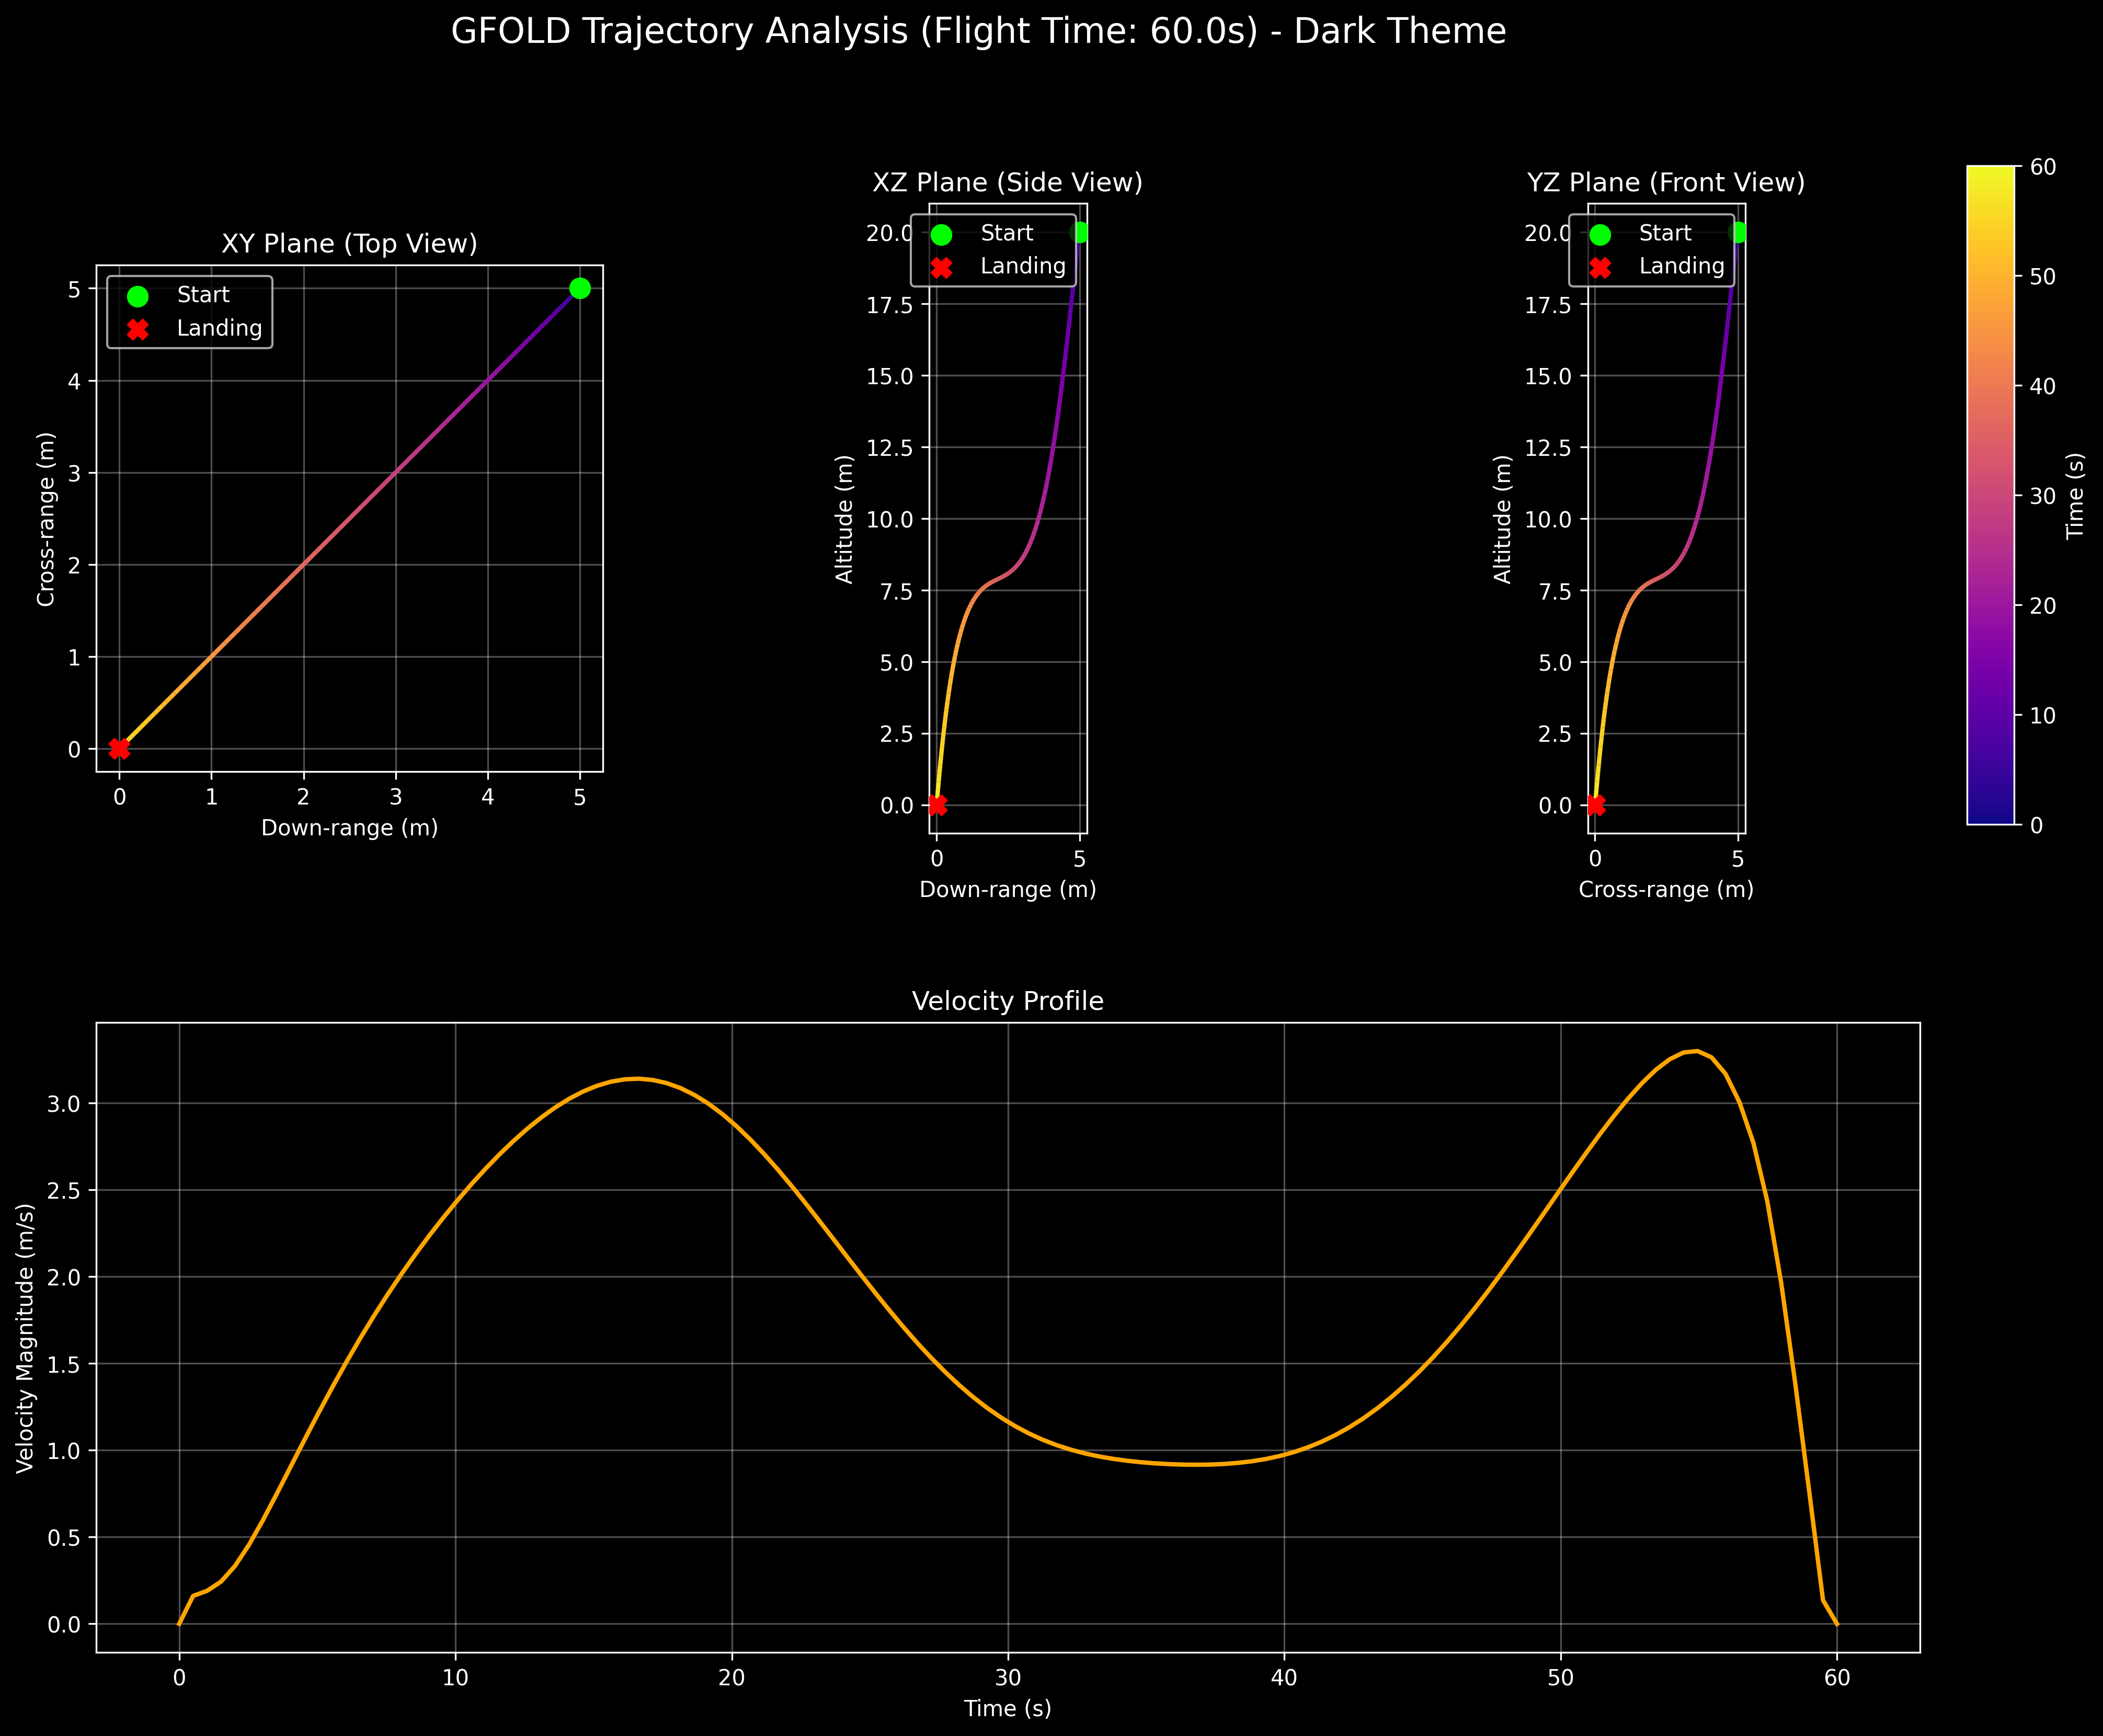 GFOLD Trajectory Analysis (Flight Time: 60.0s) - Dark Theme
XY Plane (Top View)
Start
Landing
5
4
3
2
1
0
Cross-range (m)
0 1 2 3 4 5
Down-range (m)
XZ Plane (Side View)
Start
Landing
20.0
17.5
15.0
12.5
10.0
7.5
5.0
2.5
0.0
Altitude (m)
0 5
Down-range (m)
YZ Plane (Front View)
Start
Landing
20.0
17.5
15.0
12.5
10.0
7.5
5.0
2.5
0.0
Altitude (m)
0 5
Cross-range (m)
60
50
40
30
20
10
0
Time (s)
Velocity Profile
3.0
2.5
2.0
1.5
1.0
0.5
0.0
Velocity Magnitude (m/s)
0 10 20 30 40 50 60
Time (s)